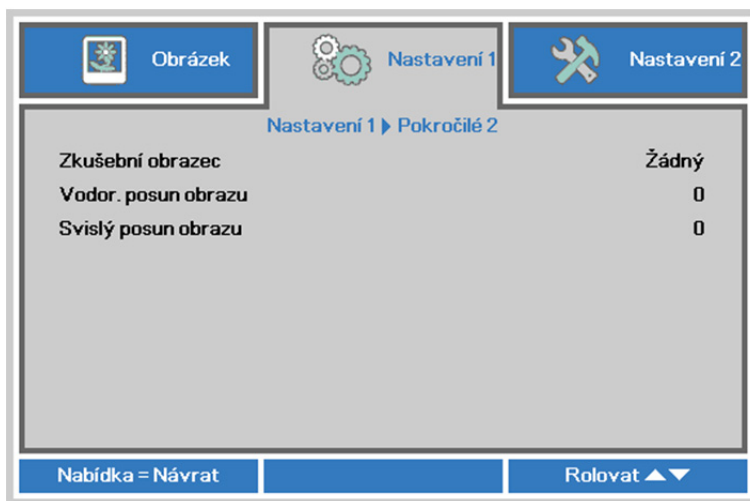 Obrázek
Nastavení 1
Nastavení 2
Nastavení 1 ▶ Pokročilé 2
Zkušební obrazec Žádný
Vodor. posun obrazu 0
Svislý posun obrazu 0
Nabídka = Návrat
Rolovat ▲▼